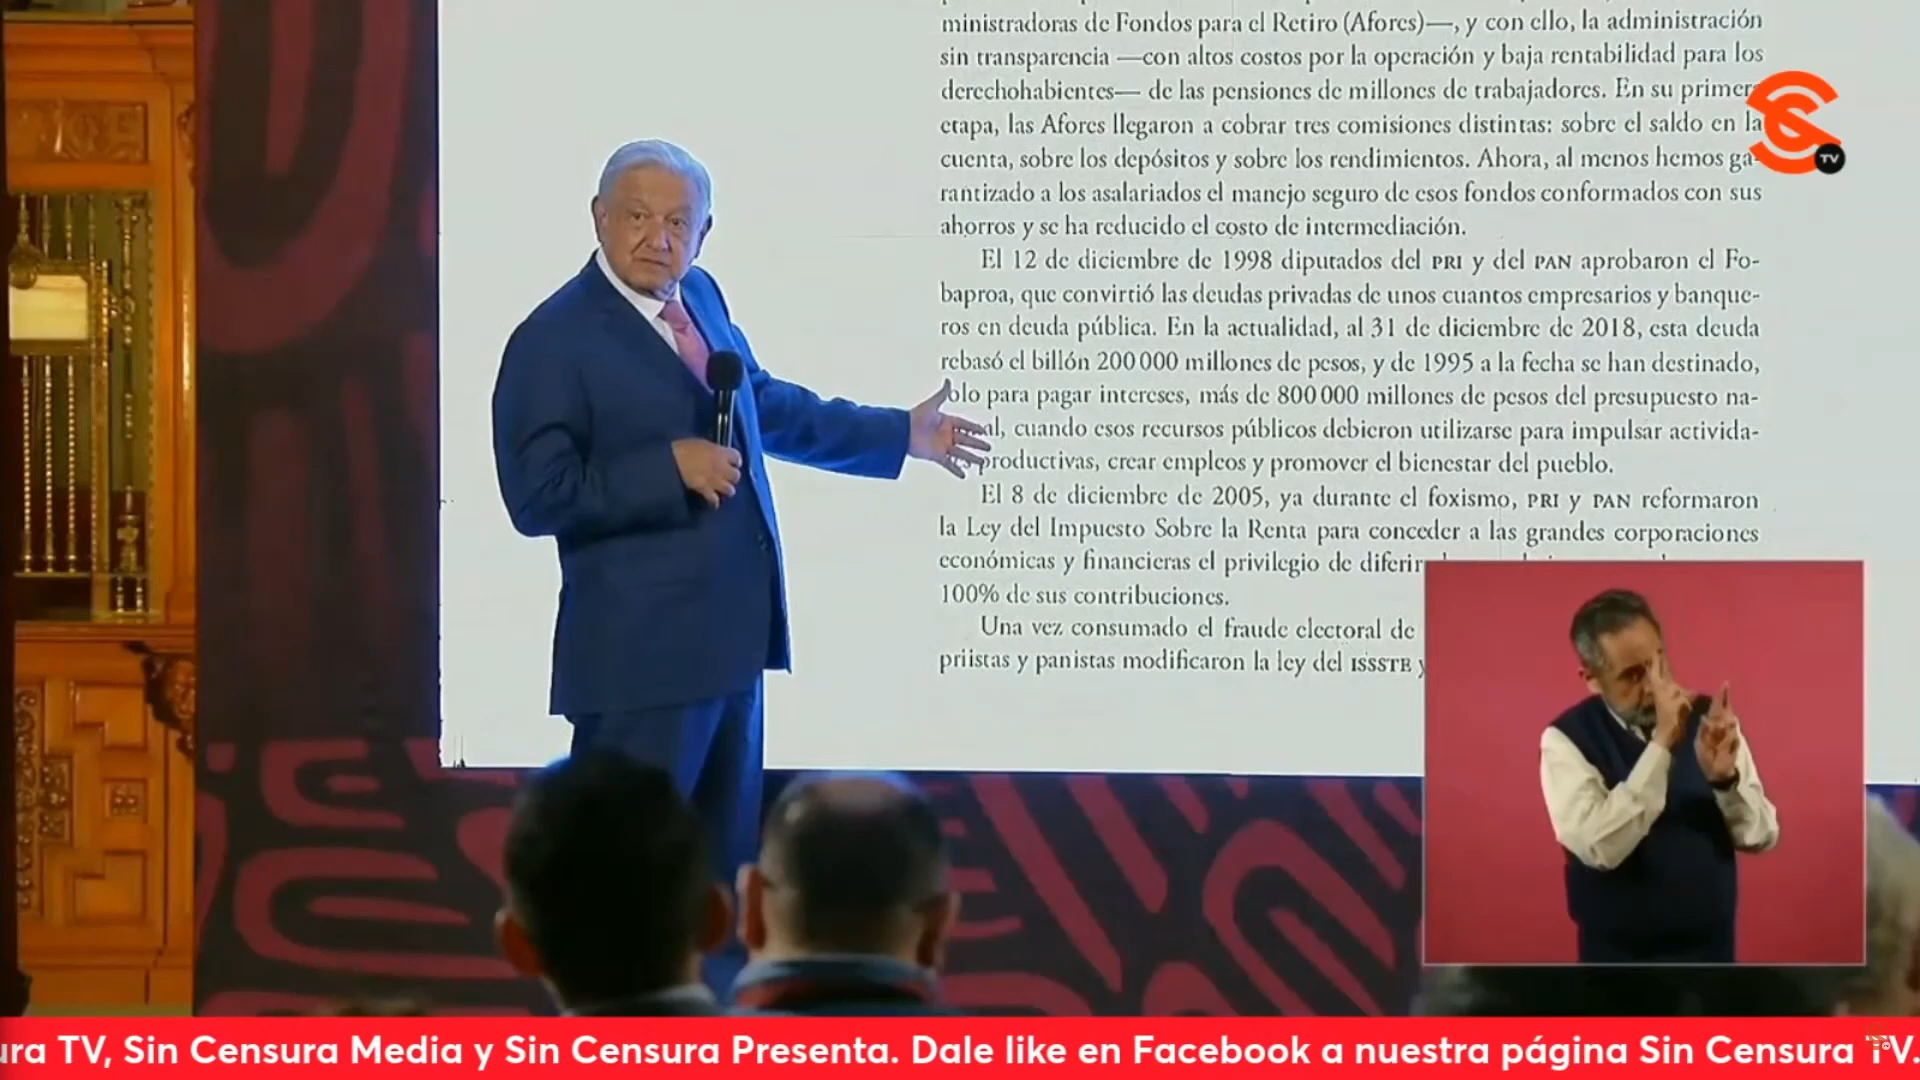 ministradoras de Fondos para el Retiro (Afores)—, y con ello, la administración
sin transparencia —con altos costos por la operación y baja rentabilidad para los
derechohabientes— de las pensiones de millones de trabajadores. En su primera
etapa, las Afores llegaron a cobrar tres comisiones distintas: sobre el saldo en la
cuenta, sobre los depósitos y sobre los rendimientos. Ahora, al menos hemos ga-
rantizado a los asalariados el manejo seguro de esos fondos conformados con sus
ahorros y se ha reducido el costo de intermediación.
El 12 de diciembre de 1998 diputados del PRI y del PAN aprobaron el Fo-
baproa, que convirtió las deudas privadas de unos cuantos empresarios y banque-
ros en deuda pública. En la actualidad, al 31 de diciembre de 2018, esta deuda
rebasó el billón 200 000 millones de pesos, y de 1995 a la fecha se han destinado,
olo para pagar intereses, más de 800 000 millones de pesos del presupuesto na-
al, cuando esos recursos públicos debieron utilizarse para impulsar activida-
productivas, crear empleos y promover el bienestar del pueblo.
El 8 de diciembre de 2005, ya durante el foxismo, PRI y PAN reformaron
la Ley del Impuesto Sobre la Renta para conceder a las grandes corporaciones
económicas y financieras el privilegio de diferir
100% de sus contribuciones.
Una vez consumado el fraude electoral de
priistas y panistas modificaron la ley del ISSSTE y
TV
ura TV, Sin Censura Media y Sin Censura Presenta. Dale like en Facebook a nuestra página Sin Censura TV.